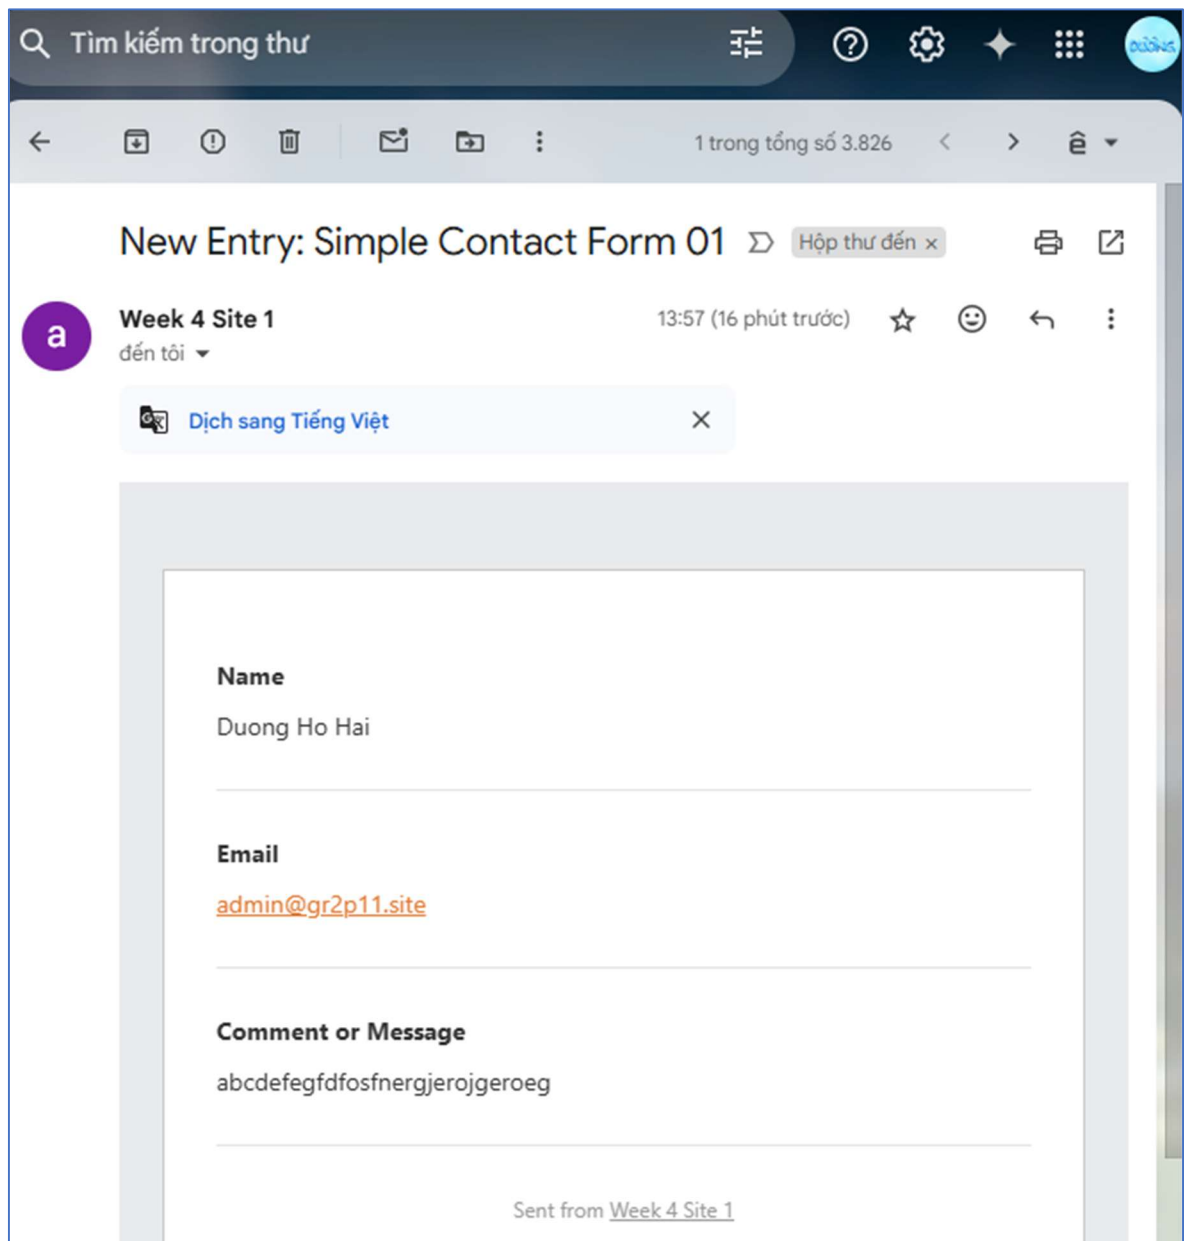 Tìm kiếm trong thư
DƯƠNG
1 trong tổng số 3.826
New Entry: Simple Contact Form 01
Hộp thư đến ×
a
Week 4 Site 1
13:57 (16 phút trước)
đến tôi
Dịch sang Tiếng Việt
Name
Duong Ho Hai
Email
admin@gr2p11.site
Comment or Message
abcdefegfdfosfnergjerojgeroeg
Sent from Week 4 Site 1